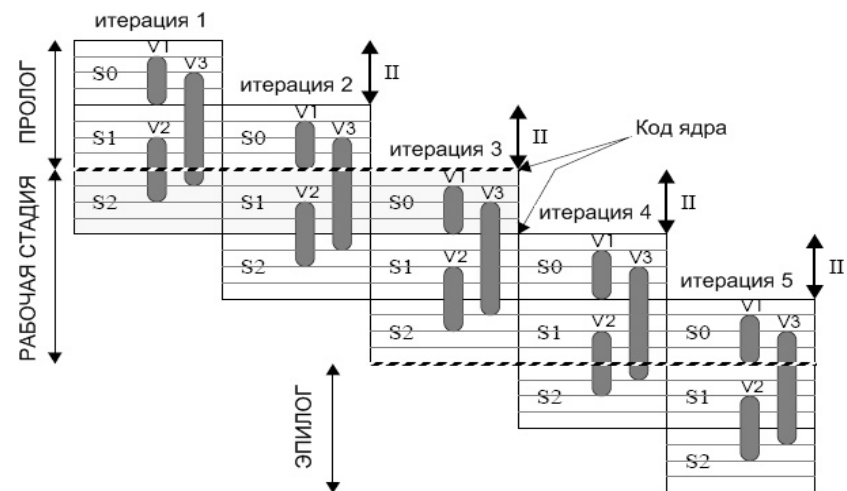 итерация 1
V1
V3
S0
II
ПРОЛОГ
итерация 2
V1
S1
V2
S0
V3
II
итерация 3
Код ядра
V1
S2
S1
V2
S0
V3
II
итерация 4
РАБОЧАЯ СТАДИЯ
V1
S2
S1
V2
S0
V3
II
итерация 5
V1
S2
S1
V2
S0
V3
ЭПИЛОГ
S2
S1
V2
S2